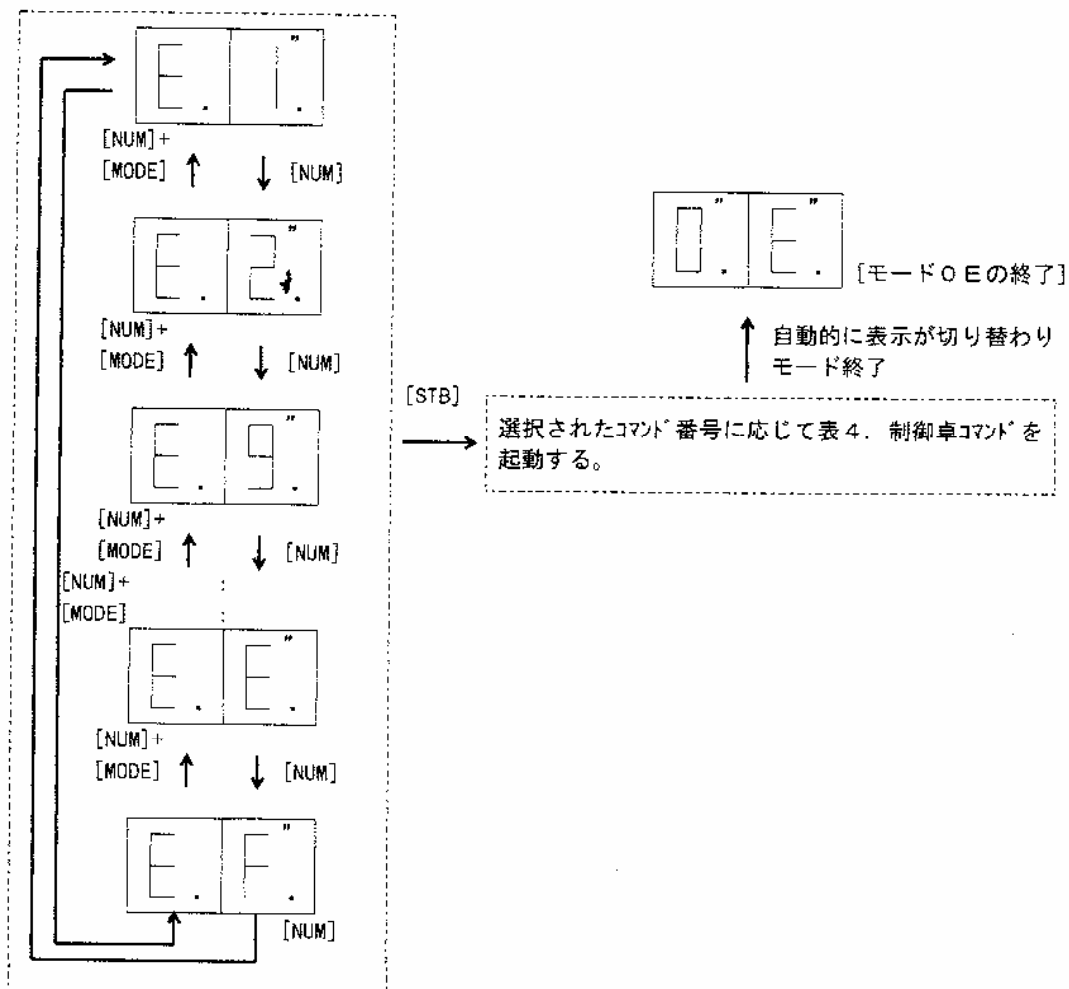 E. 1."
[NUM]+
[MODE] ↑ ↓ [NUM]
E. 2."
[NUM]+
[MODE] ↑ ↓ [NUM]
E. 9."
[NUM]+
[MODE] ↑ ↓ [NUM]
[NUM]+ :
[MODE] :
E. E."
[NUM]+
[MODE] ↑ ↓ [NUM]
E. F."
[NUM]
[STB]
選択されたコマンド番号に応じて表4．制御卓コマンドを
起動する。
自動的に表示が切り替わり
モード終了
0." E."
[モード0Eの終了]